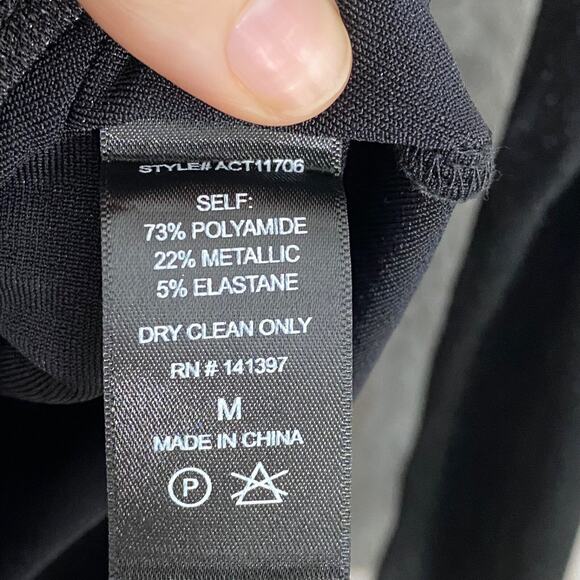 STYLE# ACT11706
SELF:
73% POLYAMIDE
22% METALLIC
5% ELASTANE
DRY CLEAN ONLY
RN # 141397
M
MADE IN CHINA
P